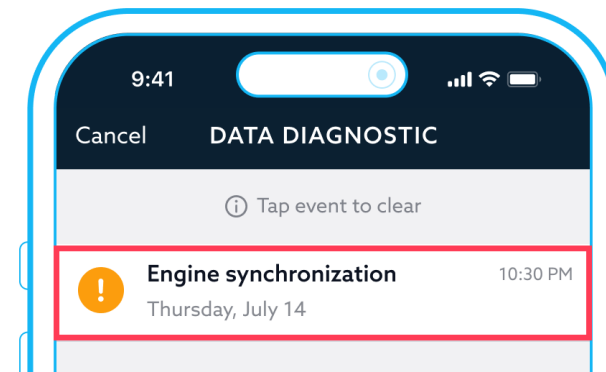 9:41
Cancel DATA DIAGNOSTIC
Tap event to clear
Engine synchronization 10:30 PM
Thursday, July 14